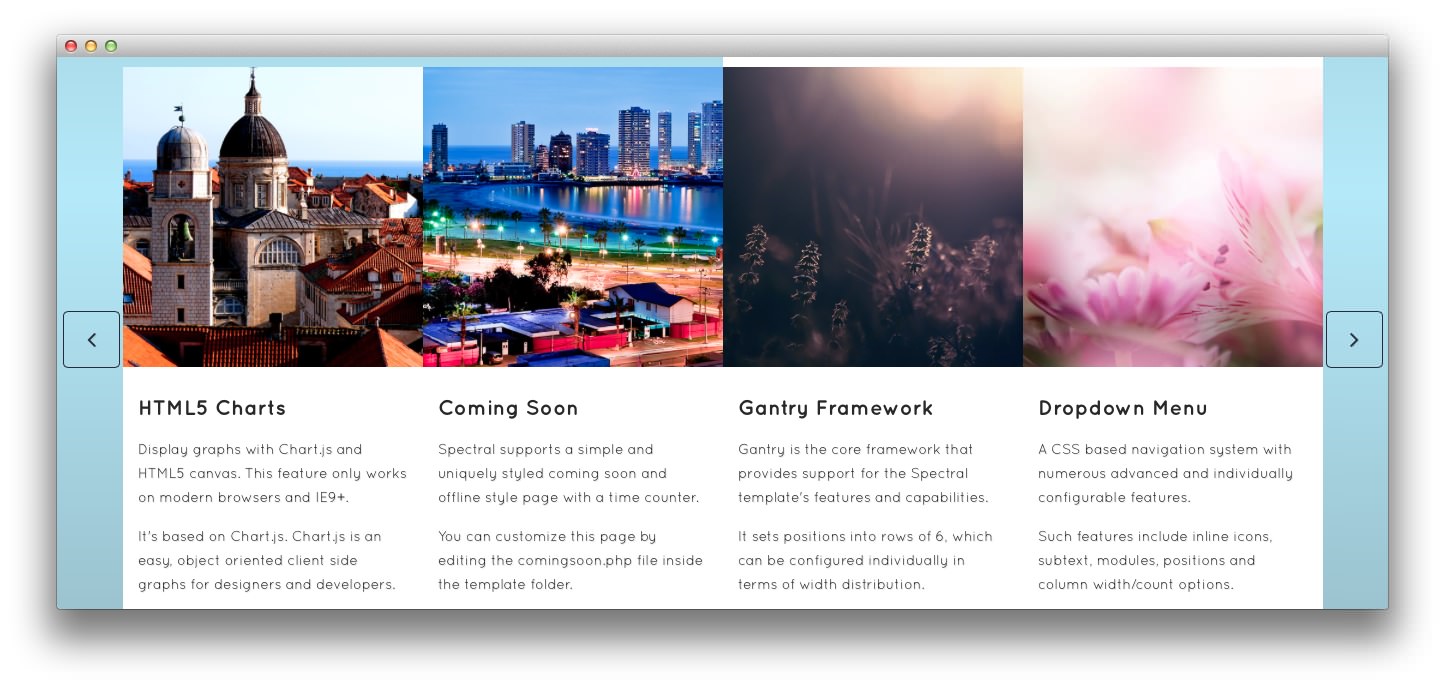 HTML5 Charts
Display graphs with Chart.js and
HTML5 canvas. This feature only works
on modern browsers and IE9+.
It's based on Chart.js. Chart.js is an
easy, object oriented client side
graphs for designers and developers.
Coming Soon
Spectral supports a simple and
uniquely styled coming soon and
offline style page with a time counter.
You can customize this page by
editing the comingsoon.php file inside
the template folder.
Gantry Framework
Gantry is the core framework that
provides support for the Spectral
template's features and capabilities.
It sets positions into rows of 6, which
can be configured individually in
terms of width distribution.
Dropdown Menu
A CSS based navigation system with
numerous advanced and individually
configurable features.
Such features include inline icons,
subtext, modules, positions and
column width/count options.